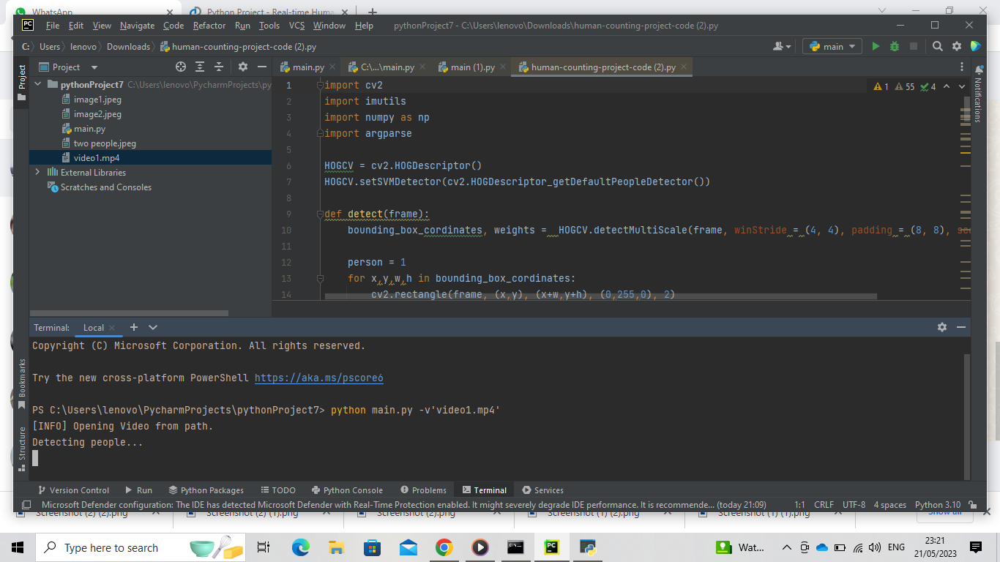 WhatsApp
Python Project - Real-time Huma
PC File Edit View Navigate Code Refactor Run Tools VCS Window Help pythonProject7 - C:\Users\lenovo\Downloads\human-counting-project-code (2).py
C: Users lenovo Downloads human-counting-project-code (2).py main
Project main.py C:\...\main.py main (1).py human-counting-project-code (2).py
Project
Notifications
Bookmarks
Structure
pythonProject7 C:\Users\lenovo\PycharmProjects\py
image1.jpeg
image2.jpeg
main.py
two people.jpeg
video1.mp4
External Libraries
Scratches and Consoles
1 55 4
1 import cv2
2 import imutils
3 import numpy as np
4 import argparse
5
6 HOGCV = cv2.HOGDescriptor()
7 HOGCV.setSVMDetector(cv2.HOGDescriptor_getDefaultPeopleDetector())
8
9 def detect(frame):
10 bounding_box_cordinates, weights = HOGCV.detectMultiScale(frame, winStride = (4, 4), padding = (8, 8), sc
11
12 person = 1
13 for x,y,w,h in bounding_box_cordinates:
14 cv2.rectangle(frame, (x,y), (x+w,y+h), (0,255,0), 2)
Terminal: Local
Copyright (C) Microsoft Corporation. All rights reserved.
Try the new cross-platform PowerShell https://aka.ms/pscore6
PS C:\Users\lenovo\PycharmProjects\pythonProject7> python main.py -v'video1.mp4'
[INFO] Opening Video from path.
Detecting people...
Version Control Run Python Packages TODO Python Console Problems Terminal Services
Microsoft Defender configuration: The IDE has detected Microsoft Defender with Real-Time Protection enabled. It might severely degrade IDE performance. It is recommende... (today 21:09) 1:1 CRLF UTF-8 4 spaces Python 3.10
Screenshot (2) (2).png Screenshot (2) (1).png Screenshot (2).png Screenshot (1) (2).png Screenshot (1) (1).png Show all
Type here to search Wat... ENG 23:21
21/05/2023